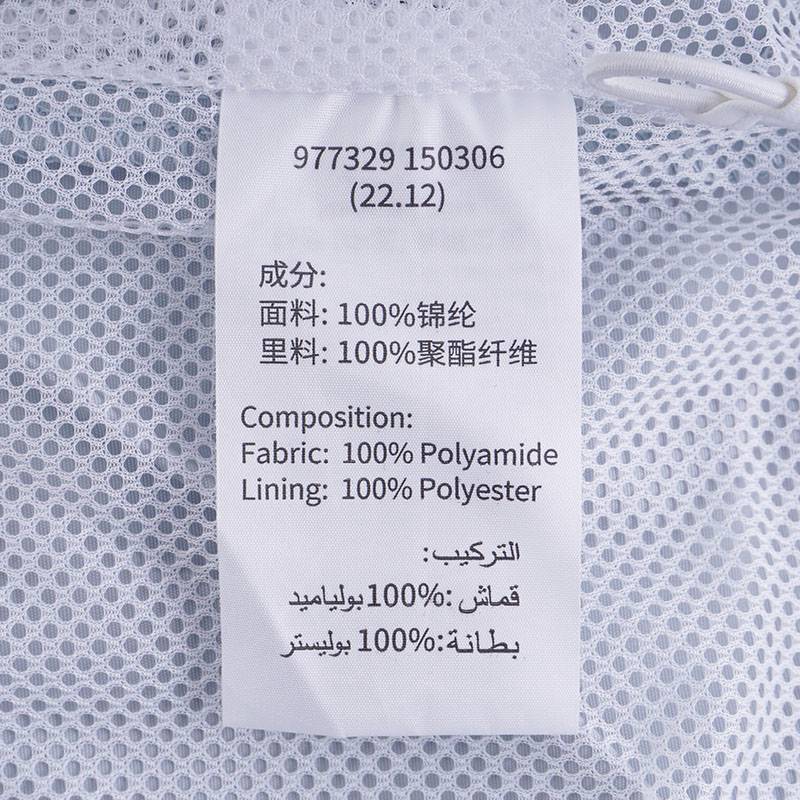 977329 150306
(22.12)
成分:
面料: 100%锦纶
里料: 100%聚酯纤维
Composition:
Fabric: 100% Polyamide
Lining: 100% Polyester
التركيب:
قماش :100%بولياميد
بطانة:100% بوليستر